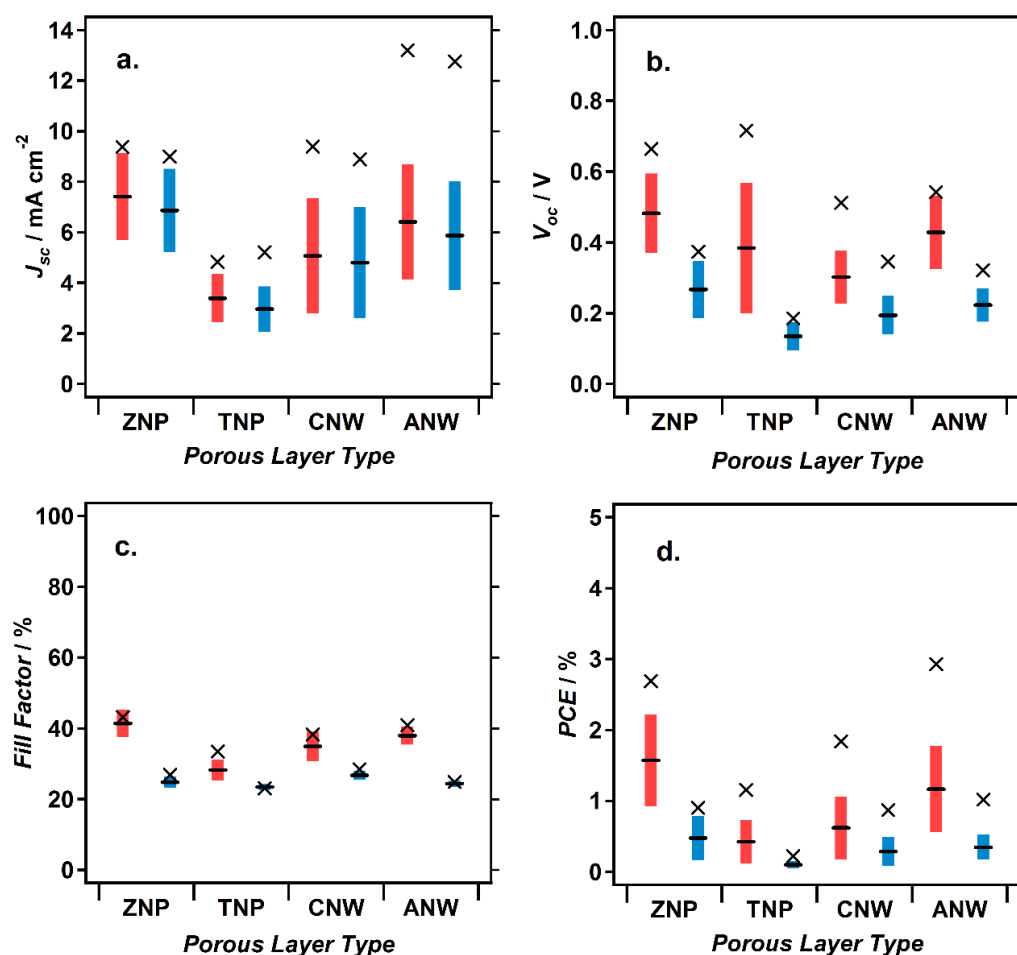 a.
J_sc / mA cm⁻²
14
12
10
8
6
4
2
0
ZNP TNP CNW ANW
Porous Layer Type
b.
V_oc / V
1.0
0.8
0.6
0.4
0.2
0.0
ZNP TNP CNW ANW
Porous Layer Type
c.
Fill Factor / %
100
80
60
40
20
0
ZNP TNP CNW ANW
Porous Layer Type
d.
PCE / %
5
4
3
2
1
0
ZNP TNP CNW ANW
Porous Layer Type